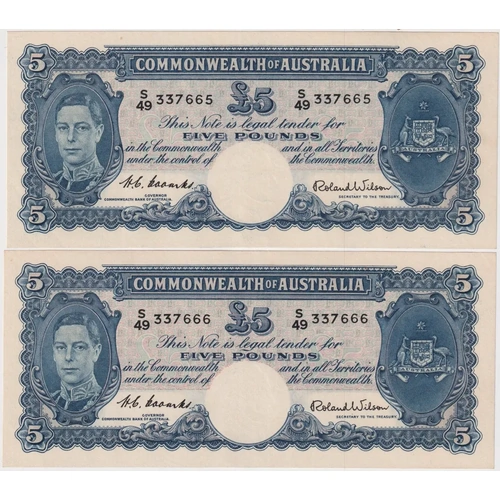 5 COMMONWEALTH OF AUSTRALIA 5
S/49 337665 £5 S/49 337665
This Note is legal tender for
FIVE POUNDS
in the Commonwealth and in all Territories
under the control of the Commonwealth.
H.C. Coombs Roland Wilson
GOVERNOR SECRETARY TO THE TREASURY.
COMMONWEALTH BANK OF AUSTRALIA.
AUSTRALIA
5 5
5 COMMONWEALTH OF AUSTRALIA 5
S/49 337666 £5 S/49 337666
This Note is legal tender for
FIVE POUNDS
in the Commonwealth and in all Territories
under the control of the Commonwealth.
H.C. Coombs Roland Wilson
GOVERNOR SECRETARY TO THE TREASURY.
COMMONWEALTH BANK OF AUSTRALIA.
AUSTRALIA
5 5